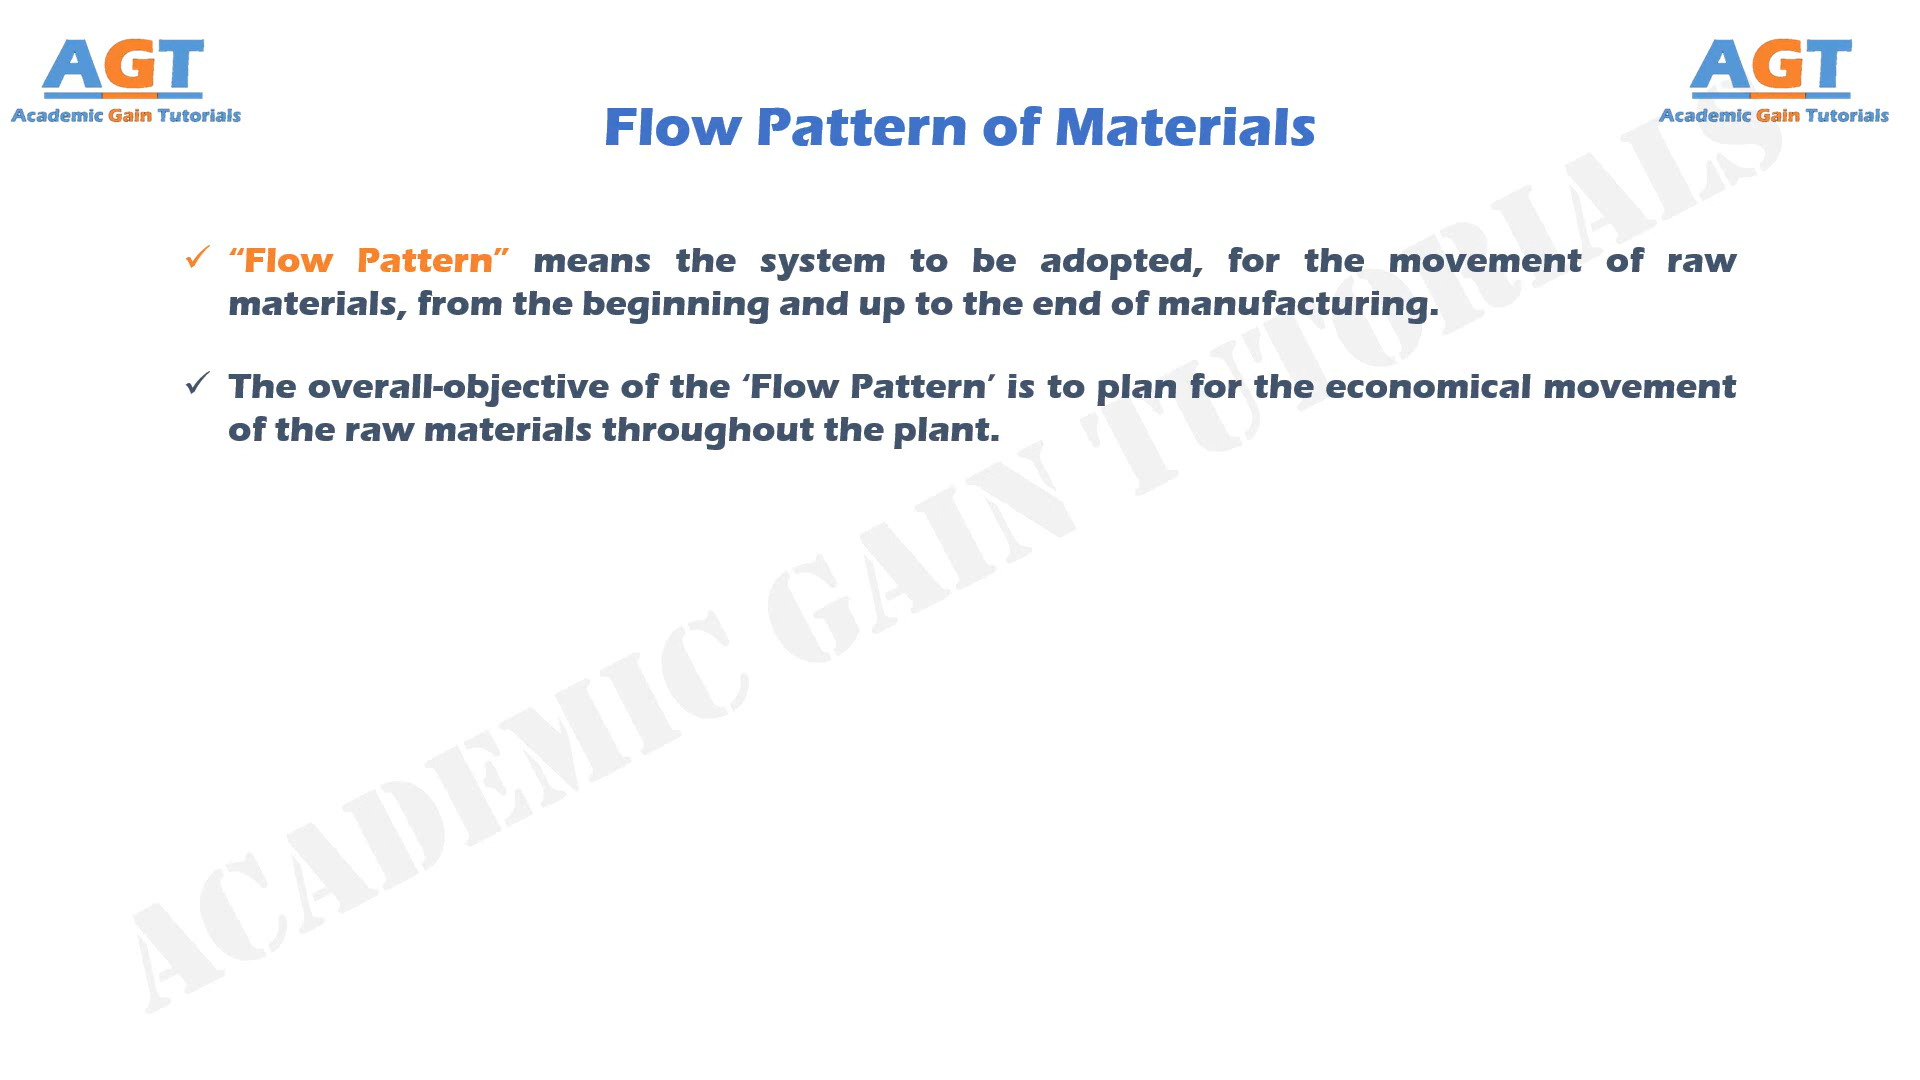 AGT
Academic Gain Tutorials
AGT
Academic Gain Tutorials
Flow Pattern of Materials
✓ “Flow Pattern” means the system to be adopted, for the movement of raw
materials, from the beginning and up to the end of manufacturing.
✓ The overall-objective of the ‘Flow Pattern’ is to plan for the economical movement
of the raw materials throughout the plant.
ACADEMIC GAIN TUTORIALS